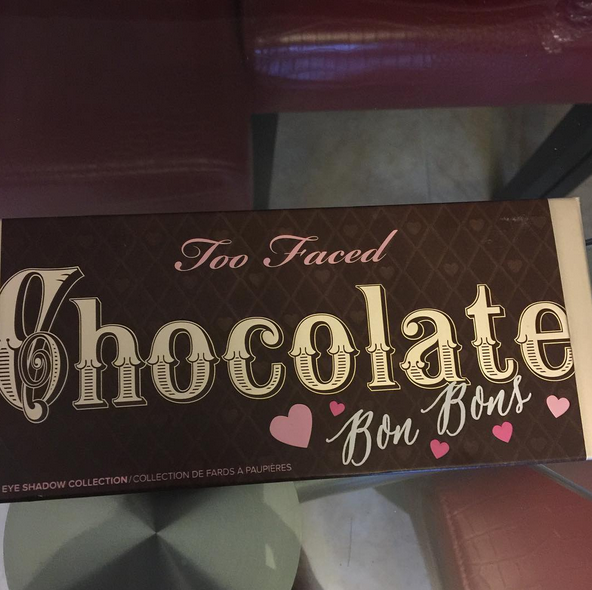 Too Faced
Chocolate
Bon Bons
EYE SHADOW COLLECTION/COLLECTION DE FARDS À PAUPIÈRES